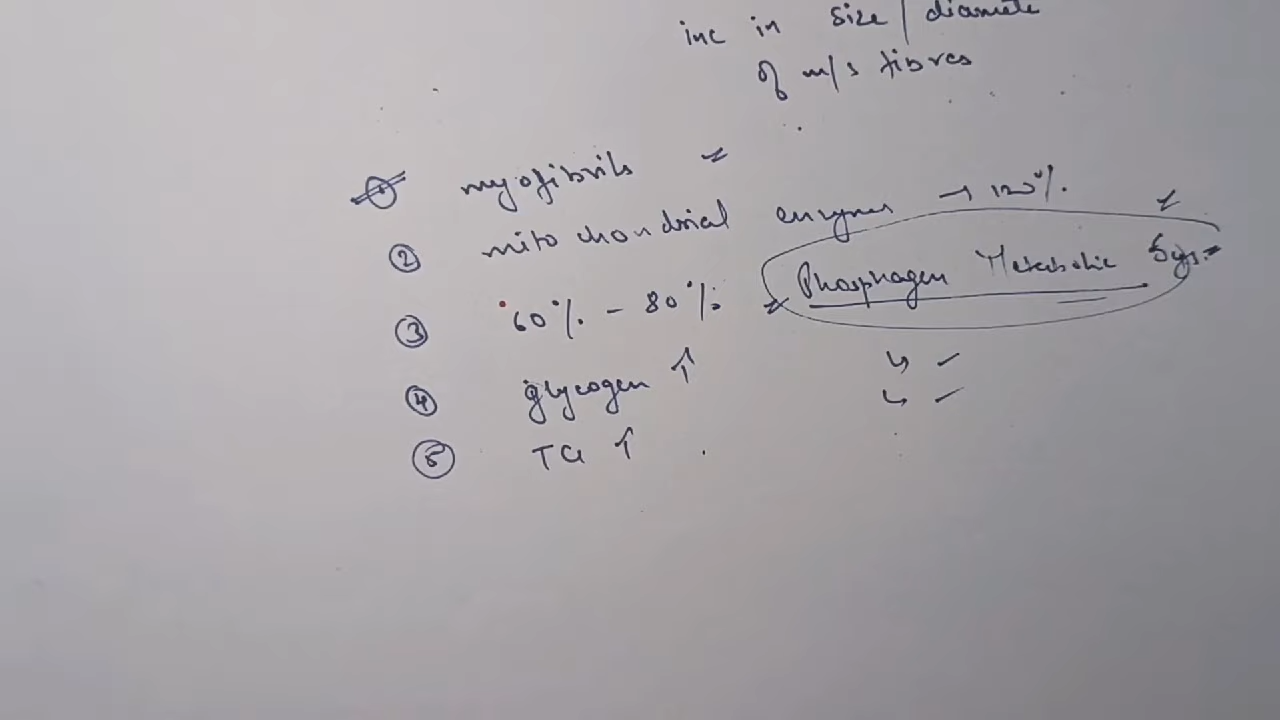 inc in size / diamete
of m/s fibres
① myofibrils
② mitochondrial enzymes → 120%.
③ 60% - 80% Phosphagen Metabolic Sys.
④ glycogen ↑
⑤ TG ↑